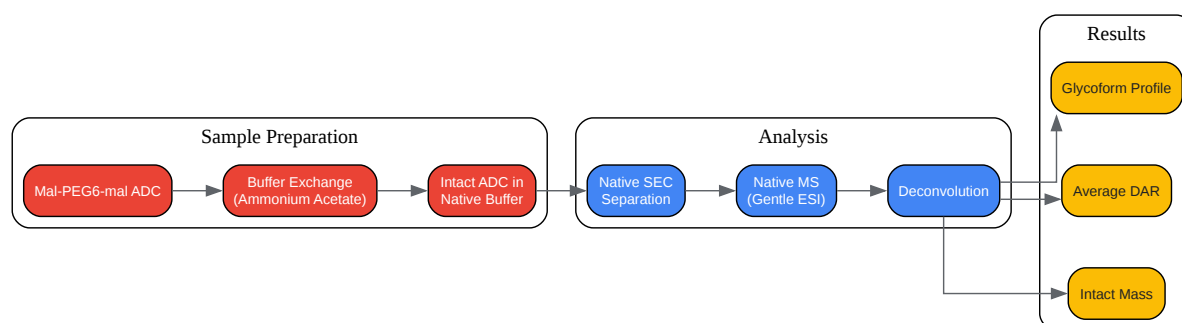 Sample Preparation
Mal-PEG6-mal ADC
Buffer Exchange
(Ammonium Acetate)
Intact ADC in
Native Buffer
Analysis
Native SEC
Separation
Native MS
(Gentle ESI)
Deconvolution
Results
Glycoform Profile
Average DAR
Intact Mass